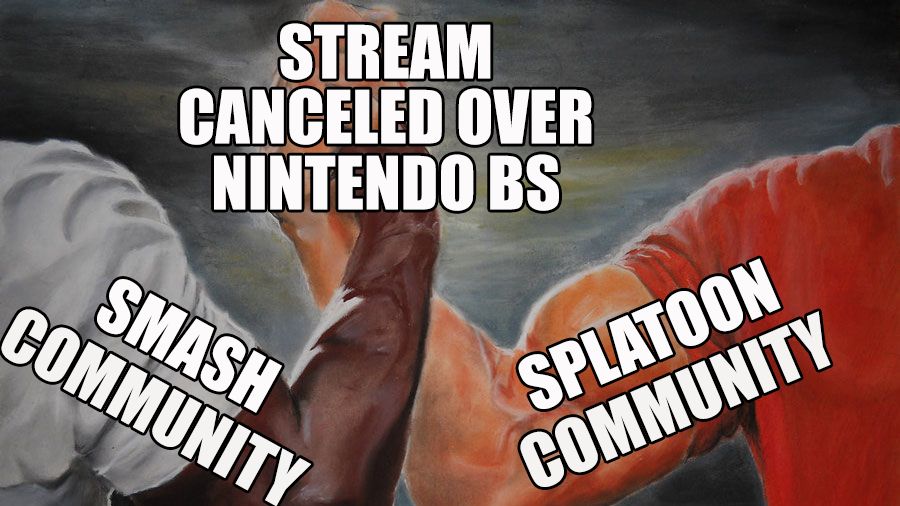 STREAM
CANCELED OVER
NINTENDO BS
SMASH
COMMUNITY
SPLATOON
COMMUNITY